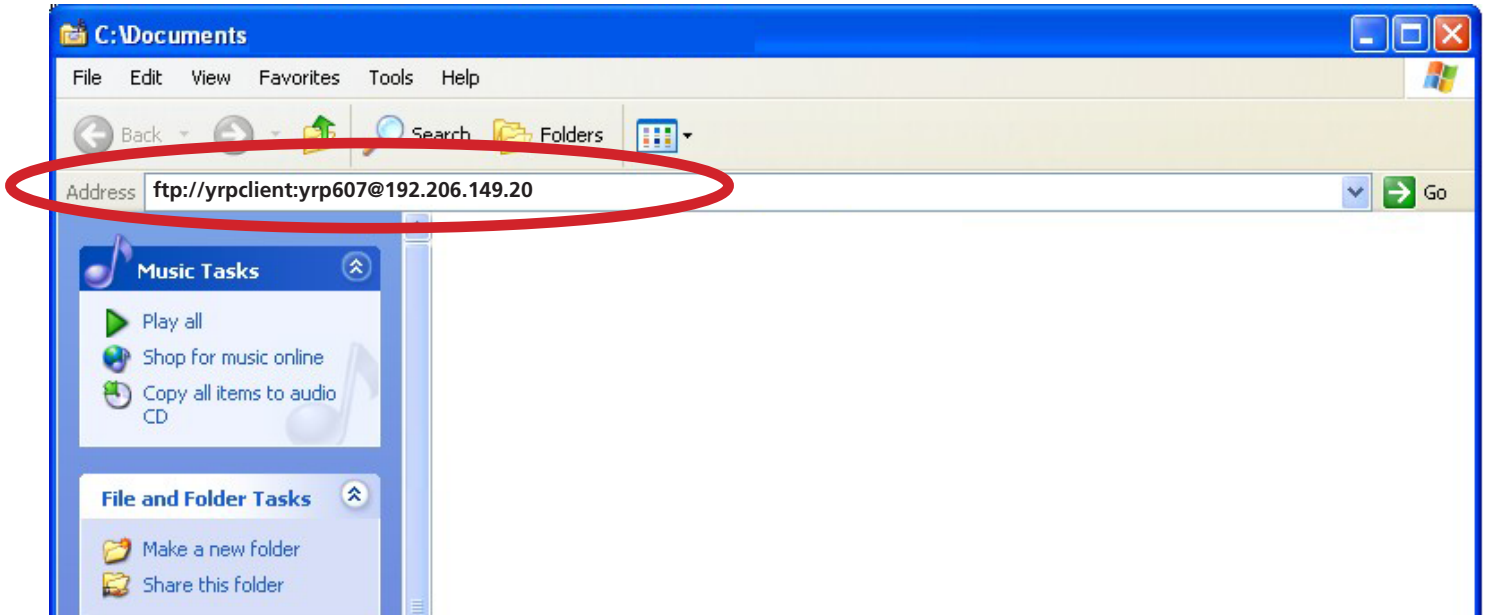 C:\Documents
File Edit View Favorites Tools Help
Back Search Folders
Address ftp://yrpclient:yrp607@192.206.149.20 Go
Music Tasks
Play all
Shop for music online
Copy all items to audio
CD
File and Folder Tasks
Make a new folder
Share this folder